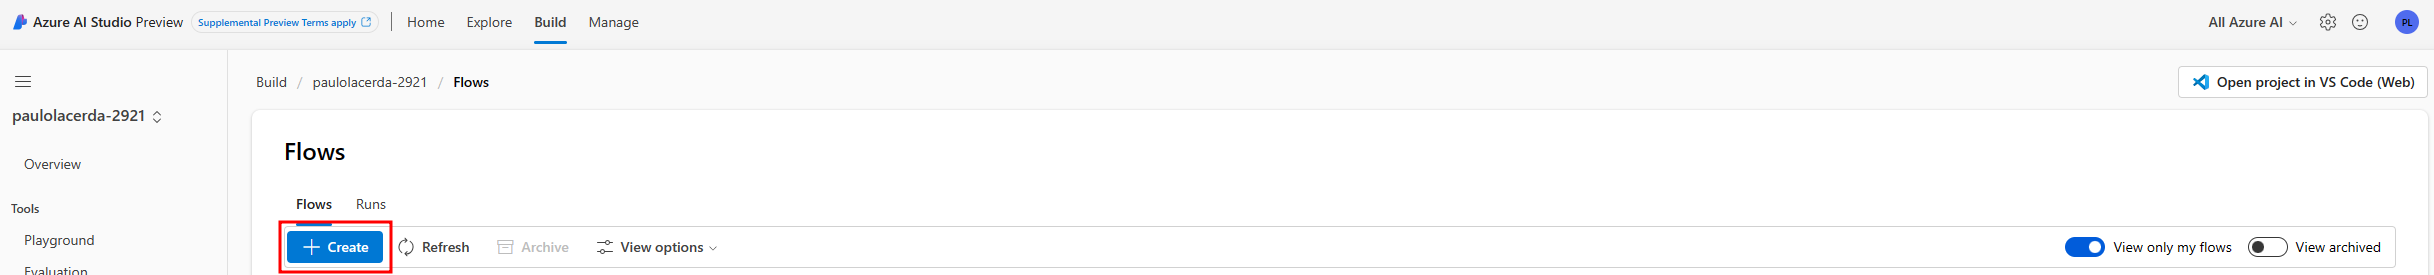 Azure AI Studio Preview Supplemental Preview Terms apply Home Explore Build Manage All Azure AI PL
Build / paulolacerda-2921 / Flows Open project in VS Code (Web)
paulolacerda-2921
Overview
Tools
Playground
Evaluation
Flows
Flows Runs
Create Refresh Archive View options View only my flows View archived